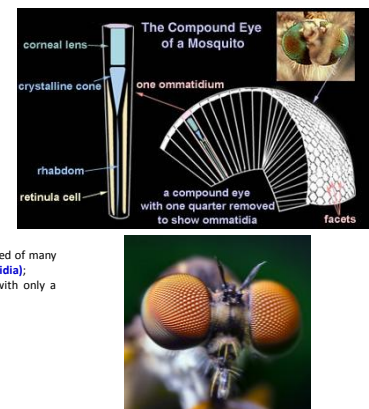 The Compound Eye
of a Mosquito
corneal lens
crystalline cone
one ommatidium
rhabdom
retinula cell
a compound eye
with one quarter removed
to show ommatidia
facets
ed of many
idia);
with only a